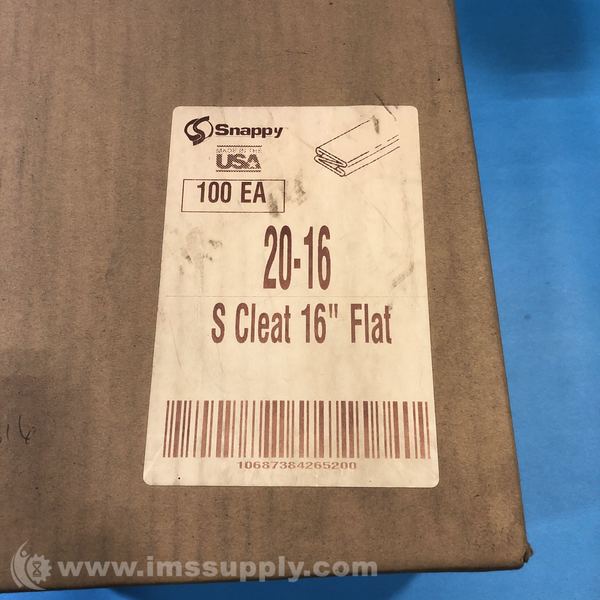 Snappy
MADE IN THE
USA
100 EA
20-16
S Cleat 16" Flat
10687384265200
www.imssupply.com